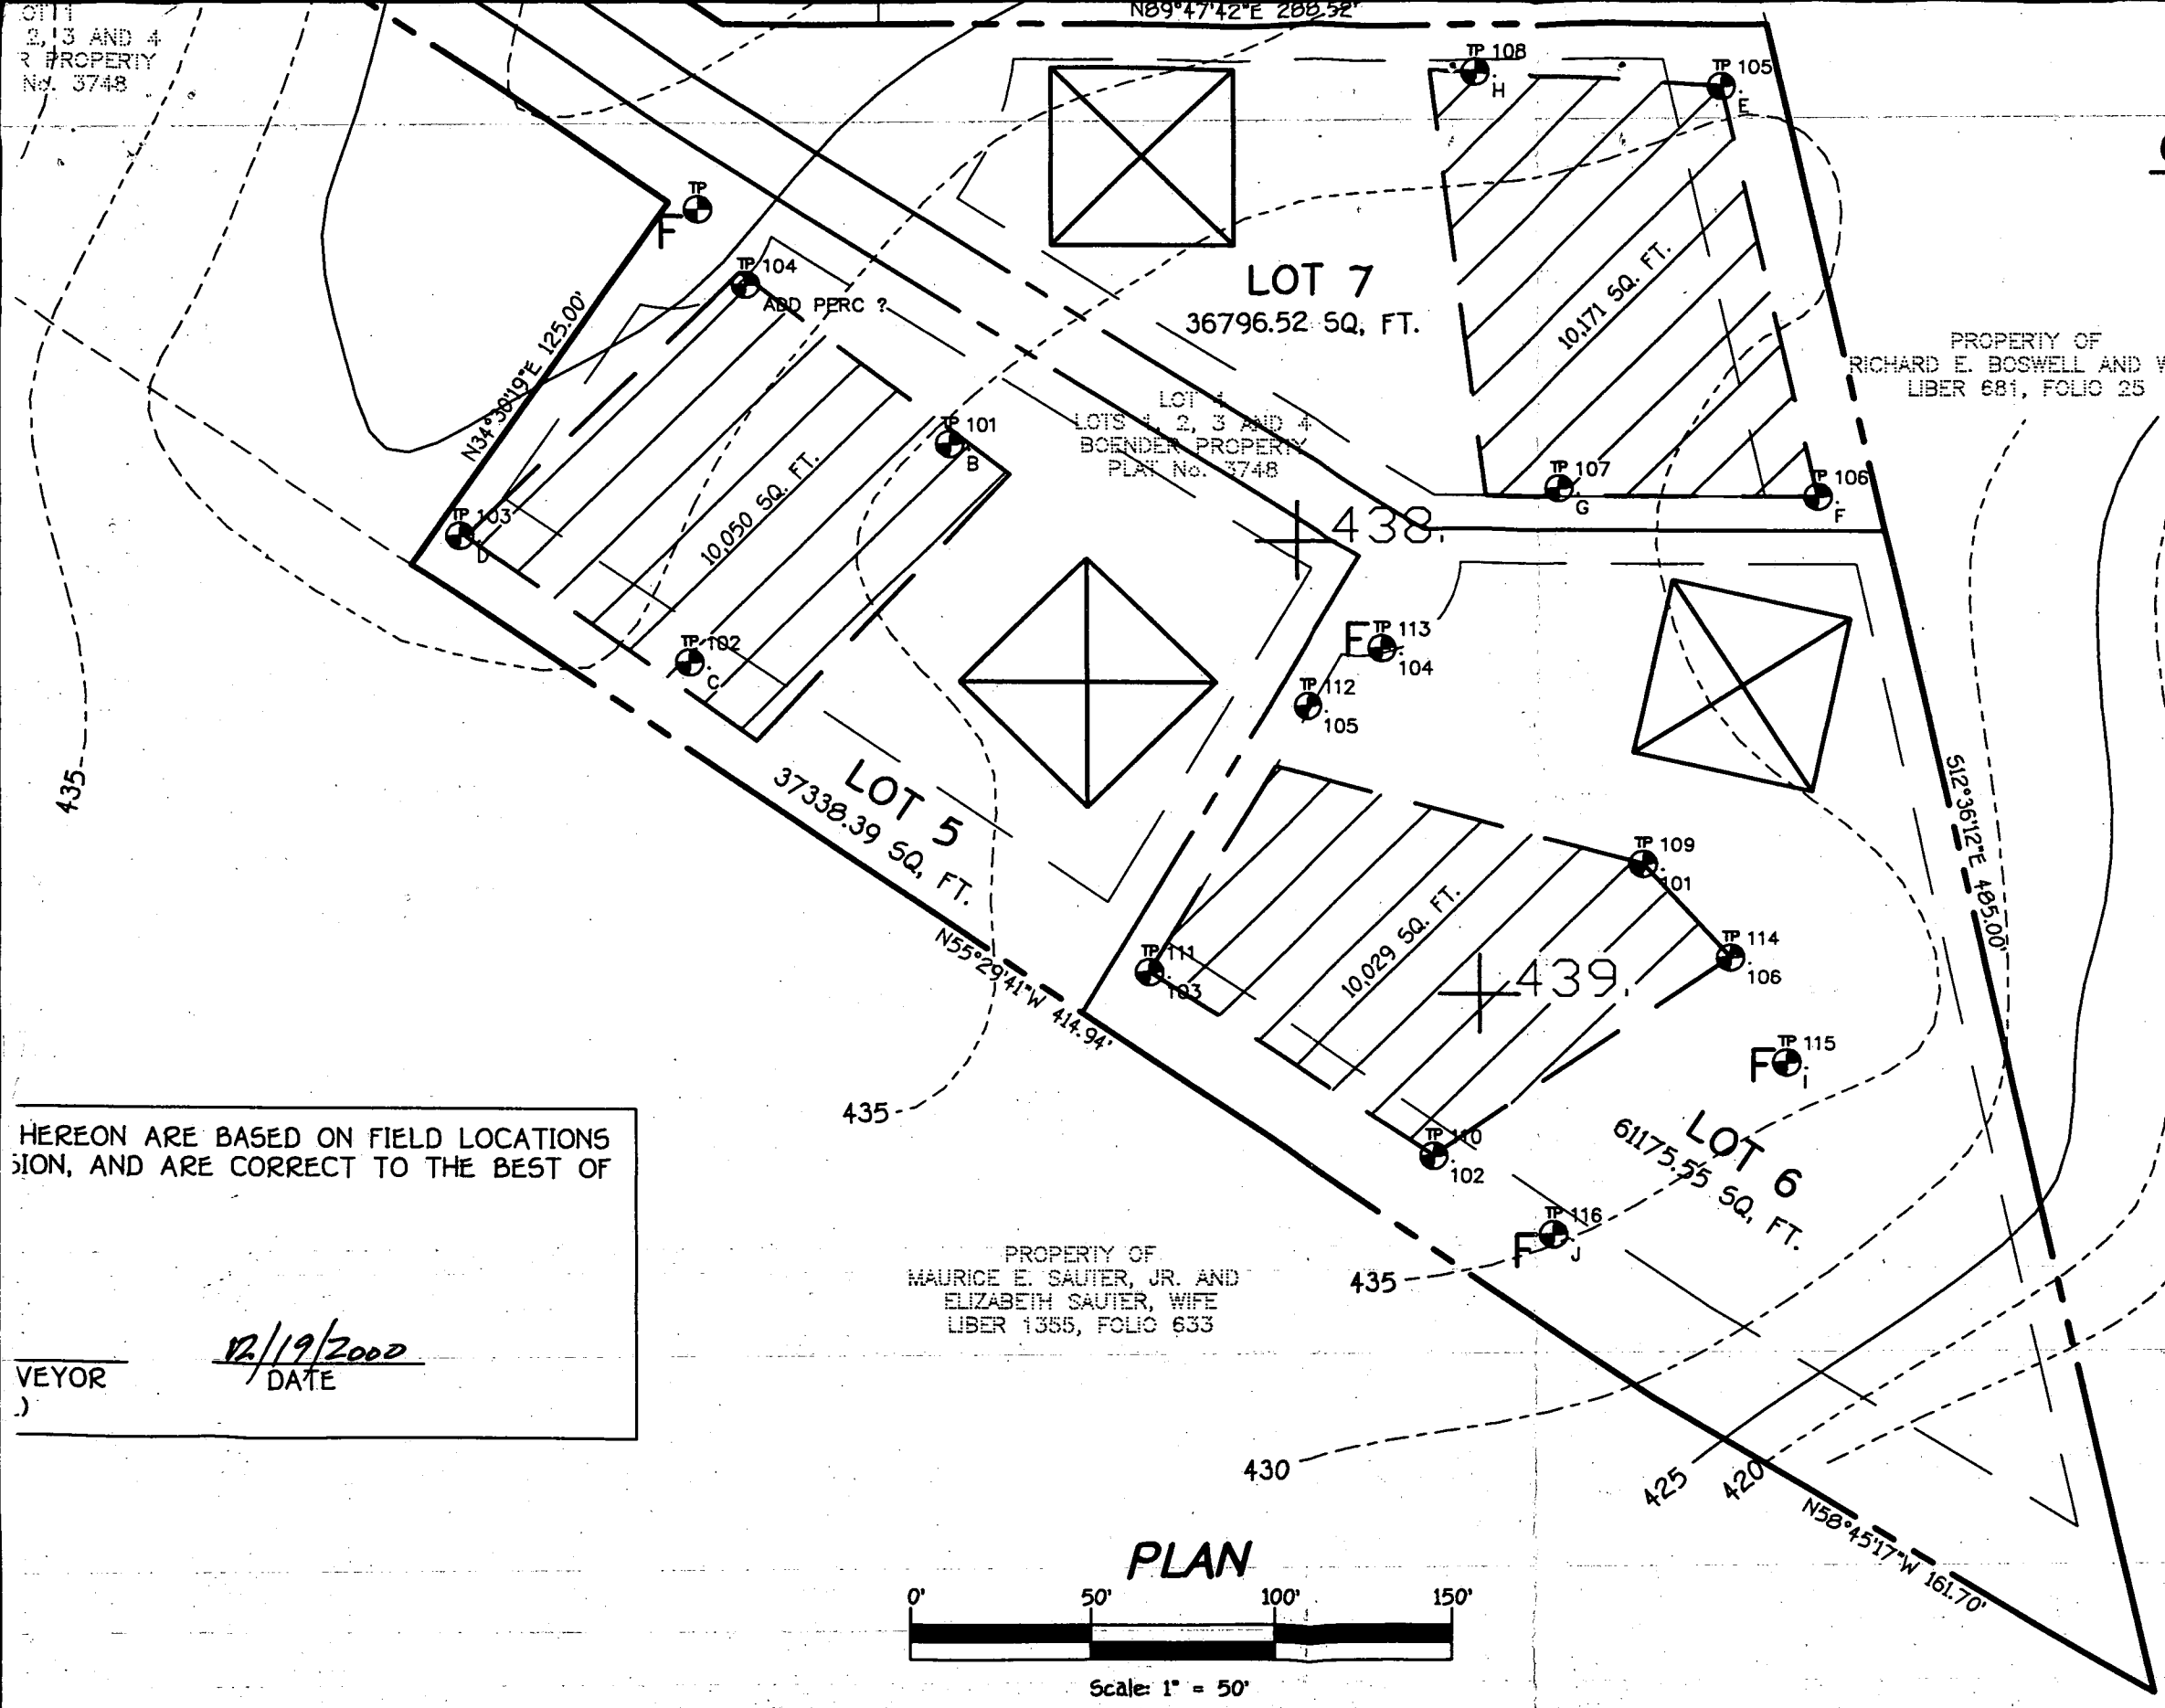 N89°47'42"E 288.52'
2, 3 AND 4
R PROPERTY
No. 3748
TP 108
H
TP 105
E
TP
F
TP 104
ADD PERC ?
LOT 7
36796.52 SQ, FT.
10,171 SQ. FT.
PROPERTY OF
RICHARD E. BOSWELL AND W
LIBER 681, FOLIO 25
N34°30'19"E 125.00'
LOT 4
LOTS 1, 2, 3 AND 4
BOENDER PROPERTY
PLAT No. 3748
TP 101
B
10,050 SQ. FT.
TP 103
D
TP 107
G
TP 106
F
438.
TP 102
C
F TP 113
104
TP 112
105
435
LOT 5
37338.39 SQ, FT.
S12°36'12"E 485.00'
TP 109
101
10,029 SQ. FT.
TP 111
103
439.
TP 114
106
N55°29'41"W 414.94'
F TP 115
i
435
LOT 6
61175.55 SQ, FT.
TP 110
102
F TP 116
J
HEREON ARE BASED ON FIELD LOCATIONS
SION, AND ARE CORRECT TO THE BEST OF
PROPERTY OF
MAURICE E. SAUTER, JR. AND
ELIZABETH SAUTER, WIFE
LIBER 1355, FOLIO 633
435
12/19/2000
VEYOR
DATE
.)
430
425
420
N58°45'17"W 161.70'
PLAN
0' 50' 100' 150'
Scale: 1" = 50'